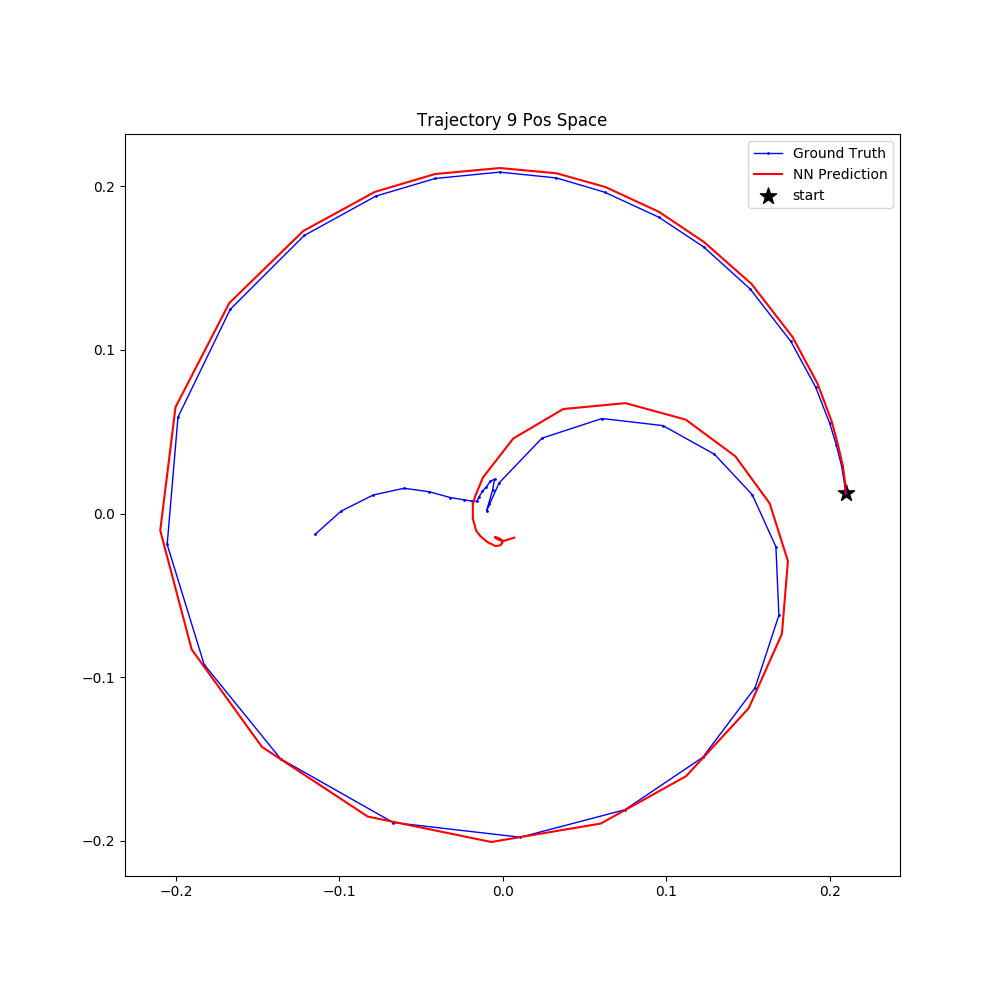 Trajectory 9 Pos Space
Ground Truth
NN Prediction
start
0.2
0.1
0.0
−0.1
−0.2
−0.2
−0.1
0.0
0.1
0.2